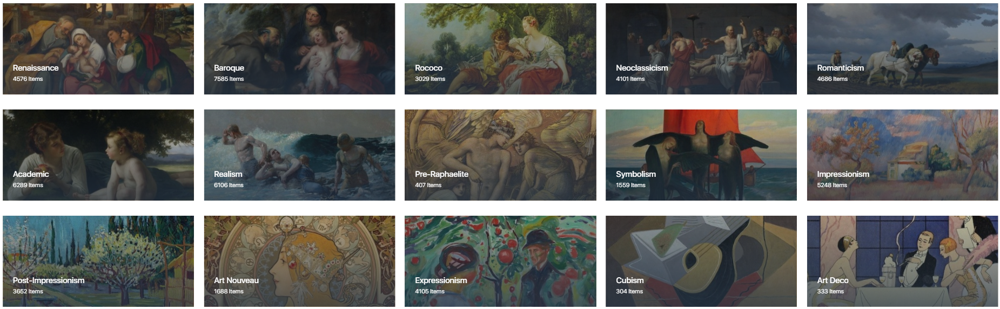 Renaissance
4576 Items
Baroque
7585 Items
Rococo
3029 Items
Neoclassicism
4101 Items
Romanticism
4686 Items
Academic
6289 Items
Realism
6106 Items
Pre-Raphaelite
407 Items
Symbolism
1559 Items
Impressionism
5248 Items
Post-Impressionism
3652 Items
Art Nouveau
1688 Items
Expressionism
4105 Items
Cubism
304 Items
Art Deco
333 Items